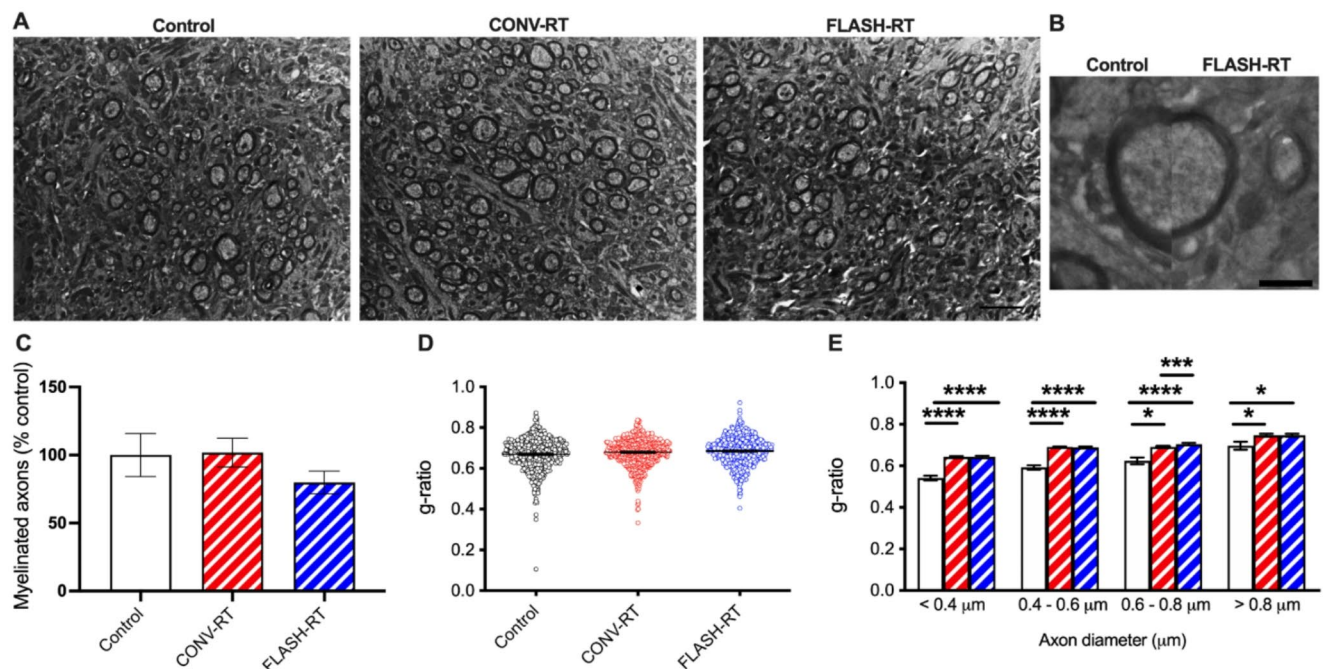 A
Control
CONV-RT
FLASH-RT
B
Control
FLASH-RT
C
Myelinated axons (% control)
150
100
50
0
Control
CONV-RT
FLASH-RT
D
g-ratio
1.0
0.8
0.6
0.4
0.2
0.0
Control
CONV-RT
FLASH-RT
E
g-ratio
1.0
0.8
0.6
0.4
0.2
0.0
****
****
****
****
***
****
*
*
*
< 0.4 μm
0.4 - 0.6 μm
0.6 - 0.8 μm
> 0.8 μm
Axon diameter (μm)